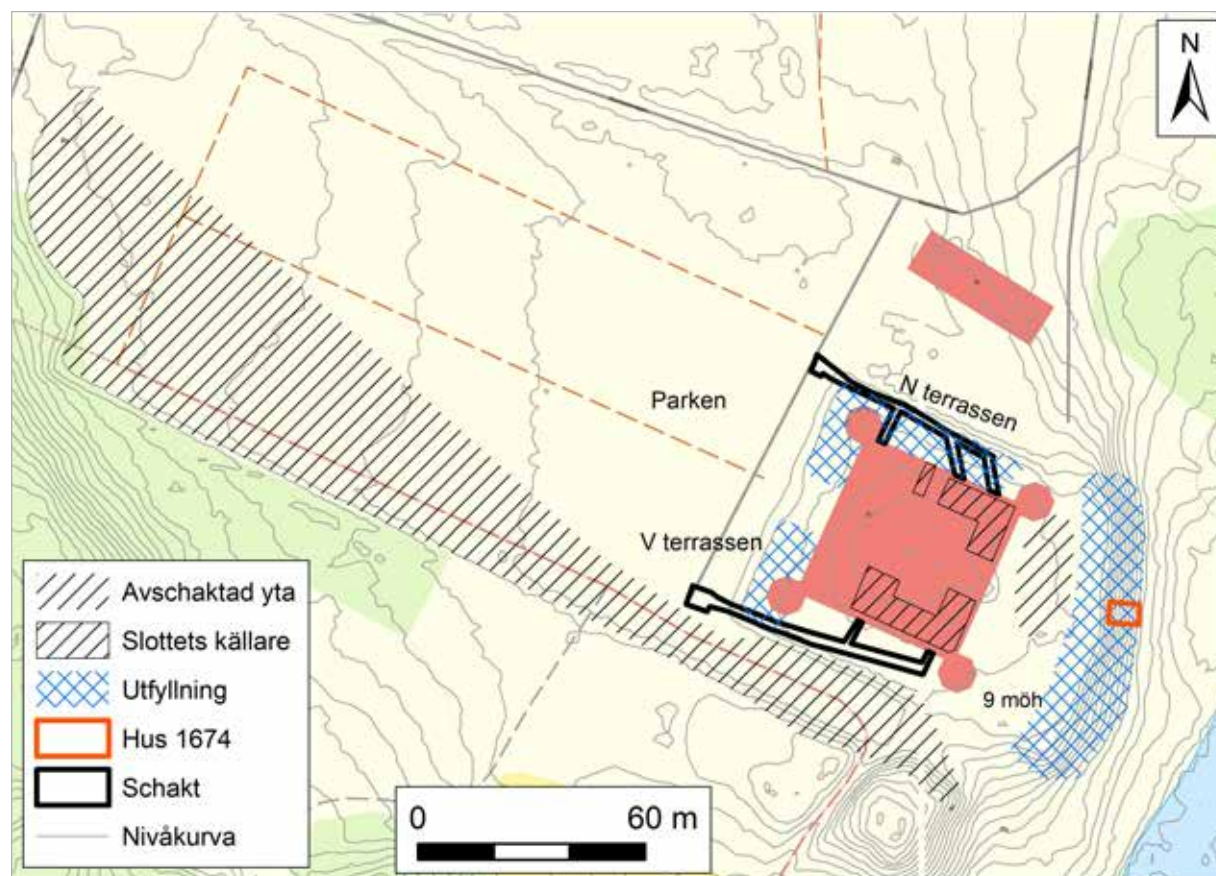 N
Parken
N terrassen
V terrassen
9 möh
Avschaktad yta
Slottets källare
Utfyllning
Hus 1674
Schakt
Nivåkurva
0 60 m